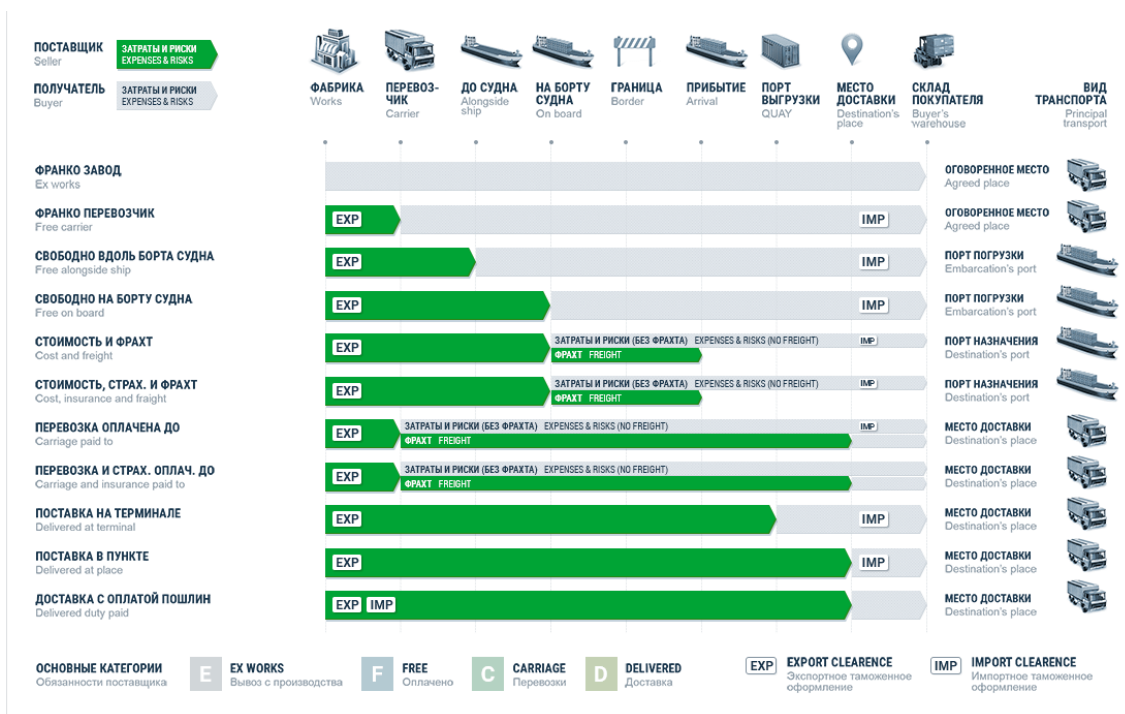 ПОСТАВЩИК
Seller
ЗАТРАТЫ И РИСКИ
EXPENSES & RISKS
ПОЛУЧАТЕЛЬ
Buyer
ЗАТРАТЫ И РИСКИ
EXPENSES & RISKS
ФАБРИКА
Works
ПЕРЕВОЗ-
ЧИК
Carrier
ДО СУДНА
Alongside
ship
НА БОРТУ
СУДНА
On board
ГРАНИЦА
Border
ПРИБЫТИЕ
Arrival
ПОРТ
ВЫГРУЗКИ
QUAY
МЕСТО
ДОСТАВКИ
Destination's
place
СКЛАД
ПОКУПАТЕЛЯ
Buyer's
warehouse
ВИД
ТРАНСПОРТА
Principal
transport
ФРАНКО ЗАВОД
Ex works
ОГОВОРЕННОЕ МЕСТО
Agreed place
ФРАНКО ПЕРЕВОЗЧИК
Free carrier
EXP
IMP
ОГОВОРЕННОЕ МЕСТО
Agreed place
СВОБОДНО ВДОЛЬ БОРТА СУДНА
Free alongside ship
EXP
IMP
ПОРТ ПОГРУЗКИ
Embarcation's port
СВОБОДНО НА БОРТУ СУДНА
Free on board
EXP
IMP
ПОРТ ПОГРУЗКИ
Embarcation's port
СТОИМОСТЬ И ФРАХТ
Cost and freight
EXP
ЗАТРАТЫ И РИСКИ (БЕЗ ФРАХТА) EXPENSES & RISKS (NO FREIGHT)
IMP
ФРАХТ FREIGHT
ПОРТ НАЗНАЧЕНИЯ
Destination's port
СТОИМОСТЬ, СТРАХ. И ФРАХТ
Cost, insurance and freight
EXP
ЗАТРАТЫ И РИСКИ (БЕЗ ФРАХТА) EXPENSES & RISKS (NO FREIGHT)
IMP
ФРАХТ FREIGHT
ПОРТ НАЗНАЧЕНИЯ
Destination's port
ПЕРЕВОЗКА ОПЛАЧЕНА ДО
Carriage paid to
EXP
ЗАТРАТЫ И РИСКИ (БЕЗ ФРАХТА) EXPENSES & RISKS (NO FREIGHT)
IMP
ФРАХТ FREIGHT
МЕСТО ДОСТАВКИ
Destination's place
ПЕРЕВОЗКА И СТРАХ. ОПЛАЧ. ДО
Carriage and insurance paid to
EXP
ЗАТРАТЫ И РИСКИ (БЕЗ ФРАХТА) EXPENSES & RISKS (NO FREIGHT)
ФРАХТ FREIGHT
МЕСТО ДОСТАВКИ
Destination's place
ПОСТАВКА НА ТЕРМИНАЛЕ
Delivered at terminal
EXP
IMP
МЕСТО ДОСТАВКИ
Destination's place
ПОСТАВКА В ПУНКТЕ
Delivered at place
EXP
IMP
МЕСТО ДОСТАВКИ
Destination's place
ДОСТАВКА С ОПЛАТОЙ ПОШЛИН
Delivered duty paid
EXP IMP
МЕСТО ДОСТАВКИ
Destination's place
ОСНОВНЫЕ КАТЕГОРИИ
Обязанности поставщика
E
EX WORKS
Вывоз с производства
F
FREE
Оплачено
C
CARRIAGE
Перевозки
D
DELIVERED
Доставка
EXP
EXPORT CLEARENCE
Экспортное таможенное
оформление
IMP
IMPORT CLEARENCE
Импортное таможенное
оформление